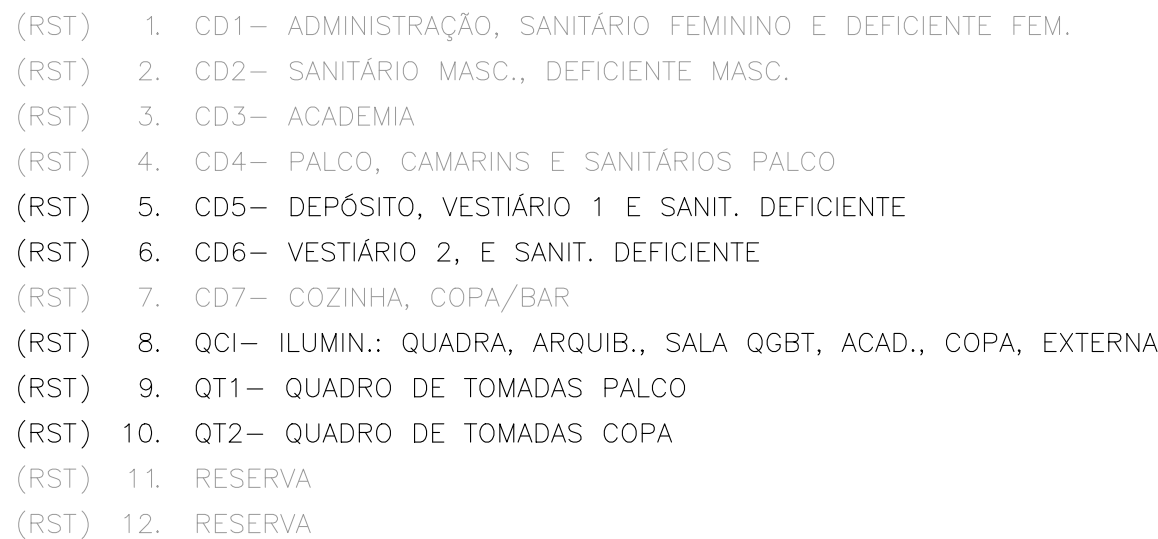 (RST) 1. CD1- ADMINISTRAÇÃO, SANITÁRIO FEMININO E DEFICIENTE FEM.
(RST) 2. CD2- SANITÁRIO MASC., DEFICIENTE MASC.
(RST) 3. CD3- ACADEMIA
(RST) 4. CD4- PALCO, CAMARINS E SANITÁRIOS PALCO
(RST) 5. CD5- DEPÓSITO, VESTIÁRIO 1 E SANIT. DEFICIENTE
(RST) 6. CD6- VESTIÁRIO 2, E SANIT. DEFICIENTE
(RST) 7. CD7- COZINHA, COPA/BAR
(RST) 8. QCI- ILUMIN.: QUADRA, ARQUIB., SALA QGBT, ACAD., COPA, EXTERNA
(RST) 9. QT1- QUADRO DE TOMADAS PALCO
(RST) 10. QT2- QUADRO DE TOMADAS COPA
(RST) 11. RESERVA
(RST) 12. RESERVA